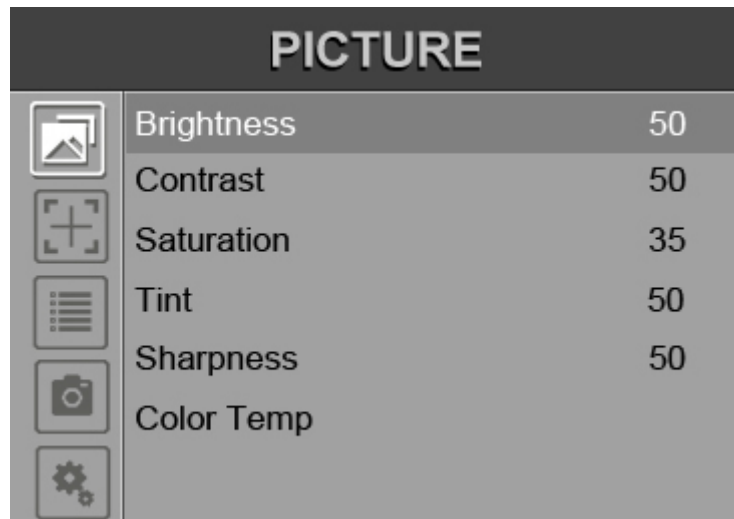 PICTURE
Brightness 50
Contrast 50
Saturation 35
Tint 50
Sharpness 50
Color Temp